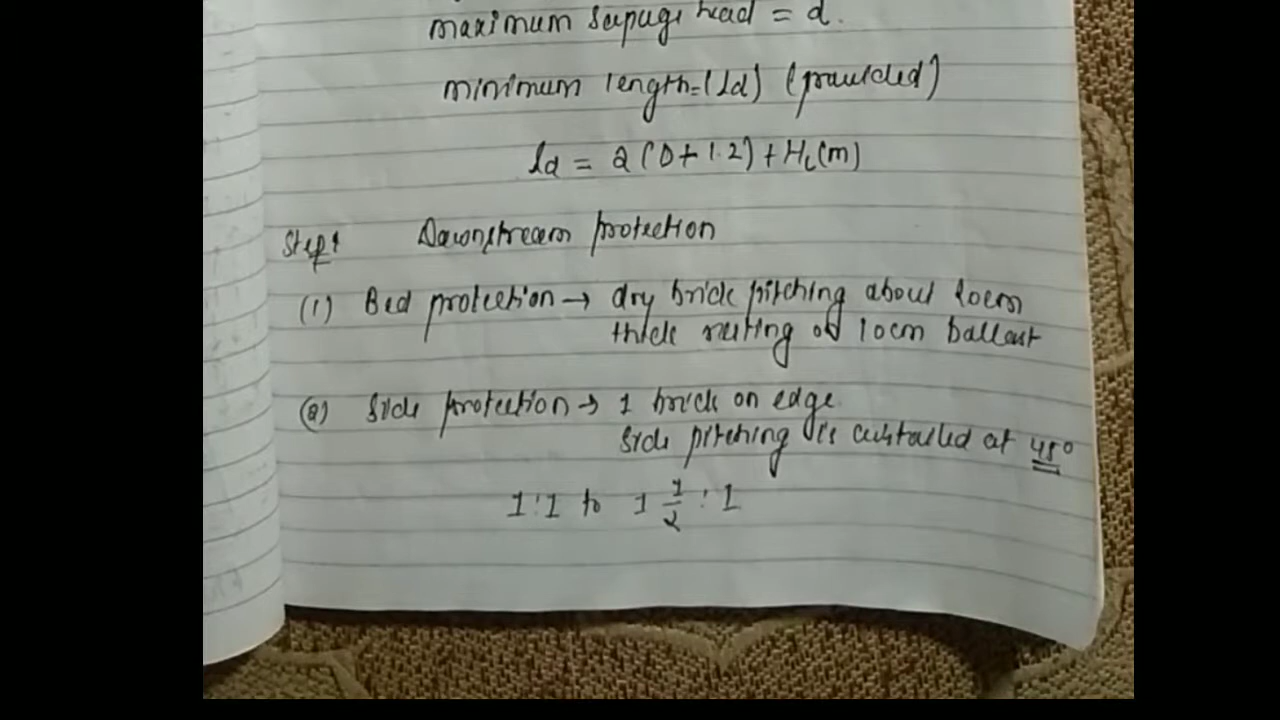 maximum seepage head = d.
minimum length=(ld) (provided)
ld = 2(D+1.2)+HL(m)
Step: Downstream protection
(1) Bed protection → dry brick pitching about 20cm
thick resting on 10cm ballast
(2) Side protection → 1 brick on edge
side pitching is curtailed at 45°
1:1 to 1 1/2 : 1